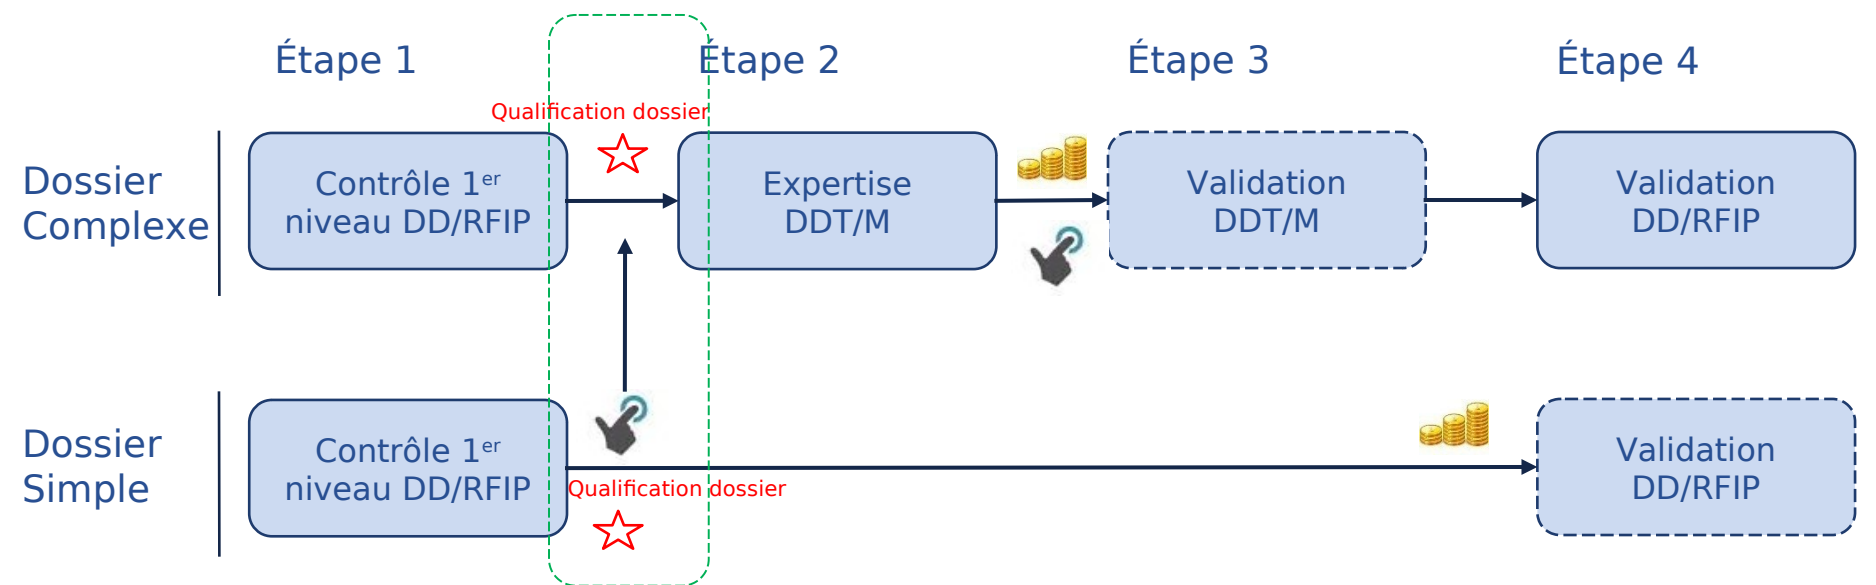 Étape 1
Étape 2
Étape 3
Étape 4
Qualification dossier
Dossier
Complexe
Contrôle 1er
niveau DD/RFIP
Expertise
DDT/M
Validation
DDT/M
Validation
DD/RFIP
Dossier
Simple
Contrôle 1er
niveau DD/RFIP
Qualification dossier
Validation
DD/RFIP